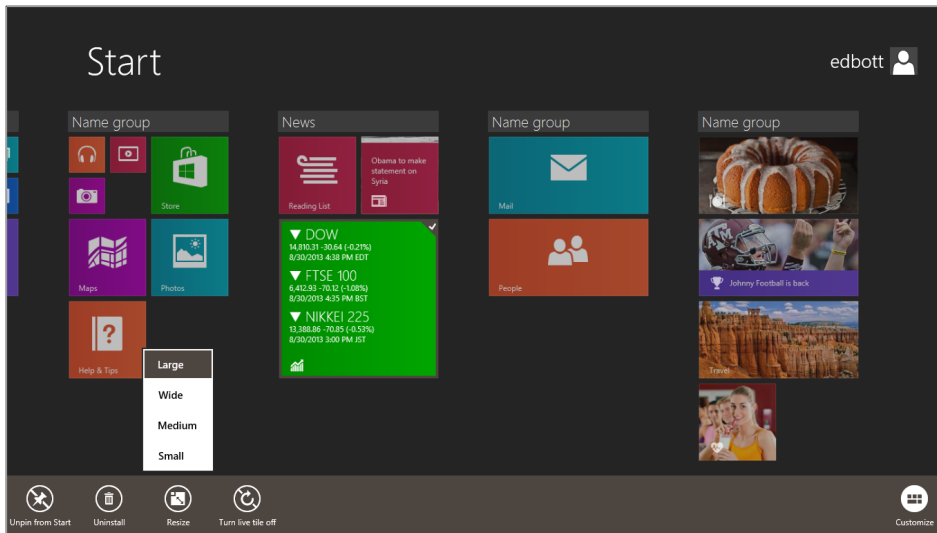 Start
edbott
Name group
News
Name group
Name group
Store
Reading List
Obama to make
statement on
Syria
Mail
Maps
Photos
▼ DOW
14,810.31 -30.64 (-0.21%)
8/30/2013 4:38 PM EDT
▼ FTSE 100
6,412.93 -70.12 (-1.08%)
8/30/2013 4:35 PM BST
▼ NIKKEI 225
13,388.86 -70.85 (-0.53%)
8/30/2013 3:00 PM JST
People
Johnny Football is back
Help & Tips
Travel
Large
Wide
Medium
Small
Unpin from Start
Uninstall
Resize
Turn live tile off
Customize